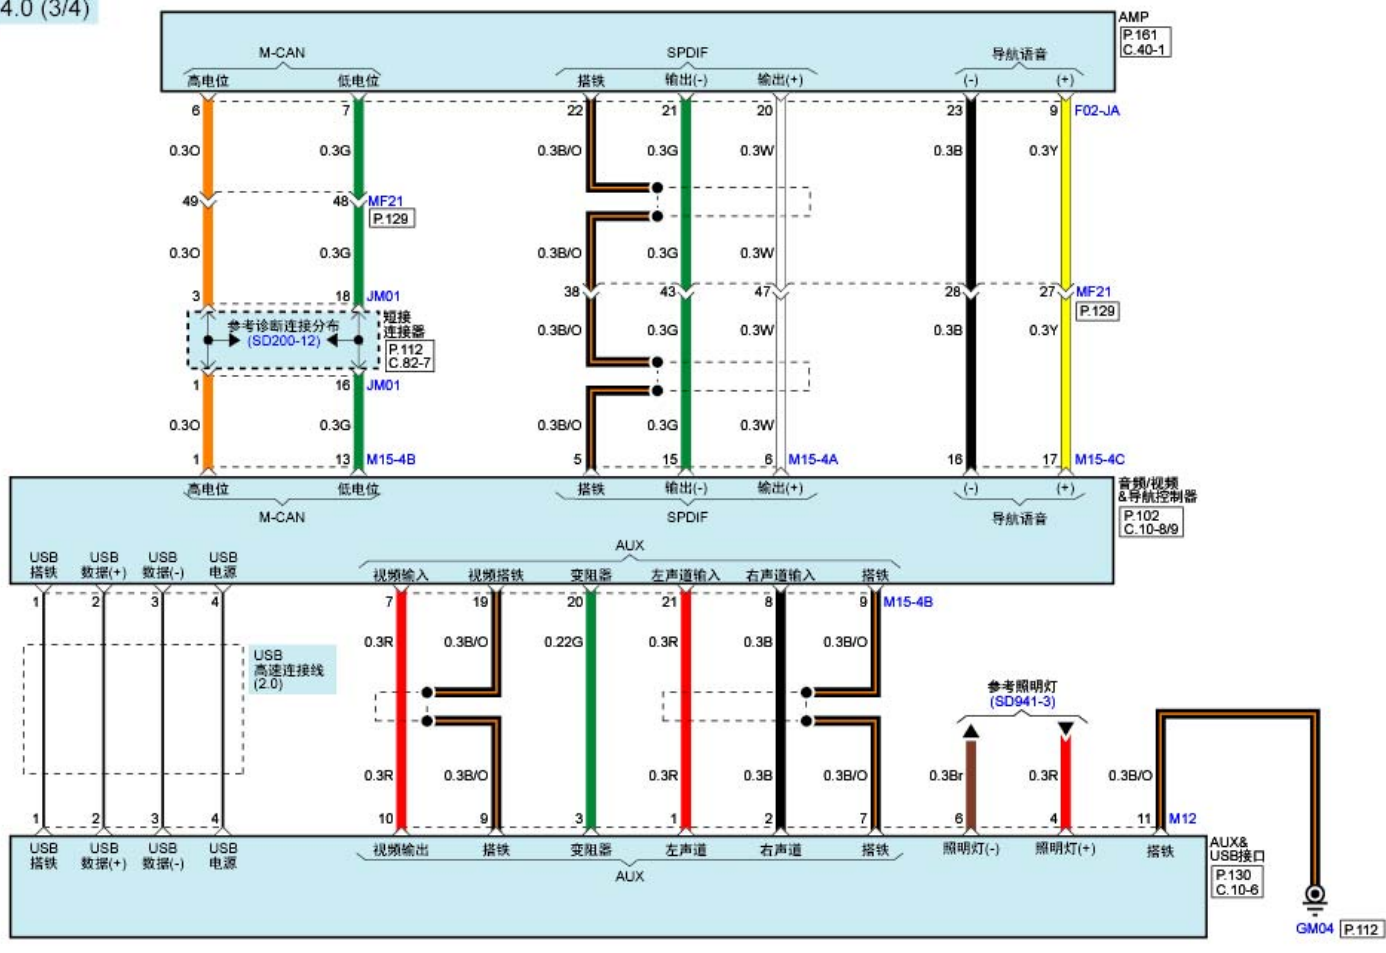 4.0 (3/4)
AMP
P.161
C.40-1
M-CAN SPDIF 导航语音
高电位 低电位 搭铁 输出(-) 输出(+) (-) (+)
6 7 22 21 20 23 9 F02-JA
0.3O 0.3G 0.3B/O 0.3G 0.3W 0.3B 0.3Y
49 48 MF21
P.129
0.3O 0.3G 0.3B/O 0.3G 0.3W
3 18 JM01 38 43 47 28 27 MF21
P.129
短接
连接器
P.112
C.82-7
参考诊断连接分布
(SD200-12)
0.3B/O 0.3G 0.3W 0.3B 0.3Y
1 16 JM01
0.3O 0.3G 0.3B/O 0.3G 0.3W
1 13 M15-4B 5 15 6 M15-4A 16 17 M15-4C
高电位 低电位 搭铁 输出(-) 输出(+) (-) (+)
M-CAN SPDIF 导航语音
音频/视频
&导航控制器
P.102
C.10-8/9
AUX
USB USB USB USB
搭铁 数据(+) 数据(-) 电源
视频输入 视频搭铁 变阻器 左声道输入 右声道输入 搭铁
1 2 3 4 7 19 20 21 8 9 M15-4B
0.3R 0.3B/O 0.22G 0.3R 0.3B 0.3B/O
USB
高速连接线
(2.0)
参考照明灯
(SD941-3)
0.3R 0.3B/O 0.3R 0.3B 0.3B/O 0.3Br 0.3R 0.3B/O
1 2 3 4 10 9 3 1 2 7 6 4 11 M12
USB USB USB USB
搭铁 数据(+) 数据(-) 电源
视频输出 搭铁 变阻器 左声道 右声道 搭铁 照明灯(-) 照明灯(+) 搭铁
AUX
AUX&
USB接口
P.130
C.10-6
GM04 P.112